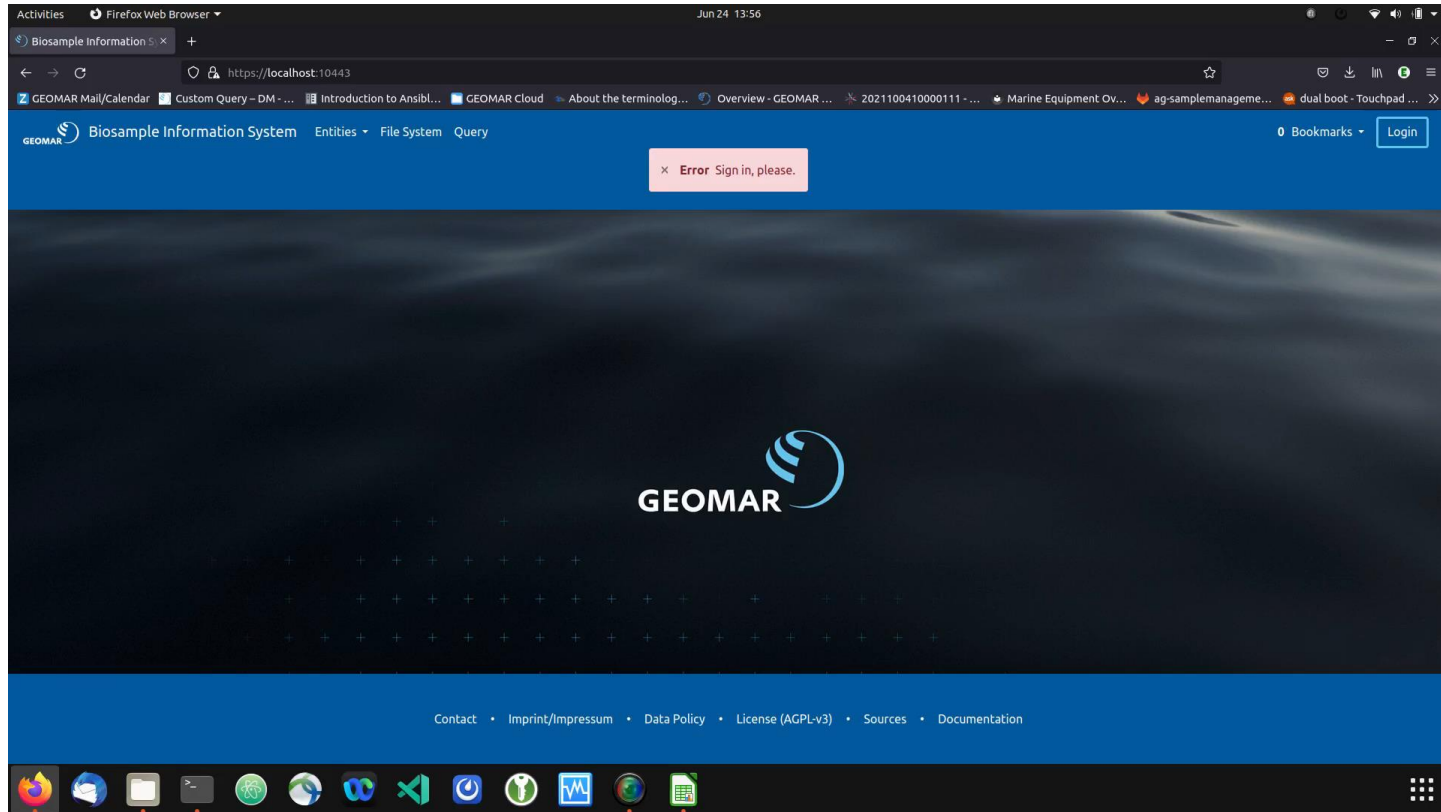 Activities Firefox Web Browser Jun 24 13:56
Biosample Information Sy
https://localhost:10443
GEOMAR Mail/Calendar Custom Query – DM - ... Introduction to Ansibl... GEOMAR Cloud About the terminolog... Overview - GEOMAR ... 2021100410000111 - ... Marine Equipment Ov... ag-samplemanageme... dual boot - Touchpad ...
GEOMAR Biosample Information System Entities File System Query 0 Bookmarks Login
× Error Sign in, please.
GEOMAR
Contact • Imprint/Impressum • Data Policy • License (AGPL-v3) • Sources • Documentation